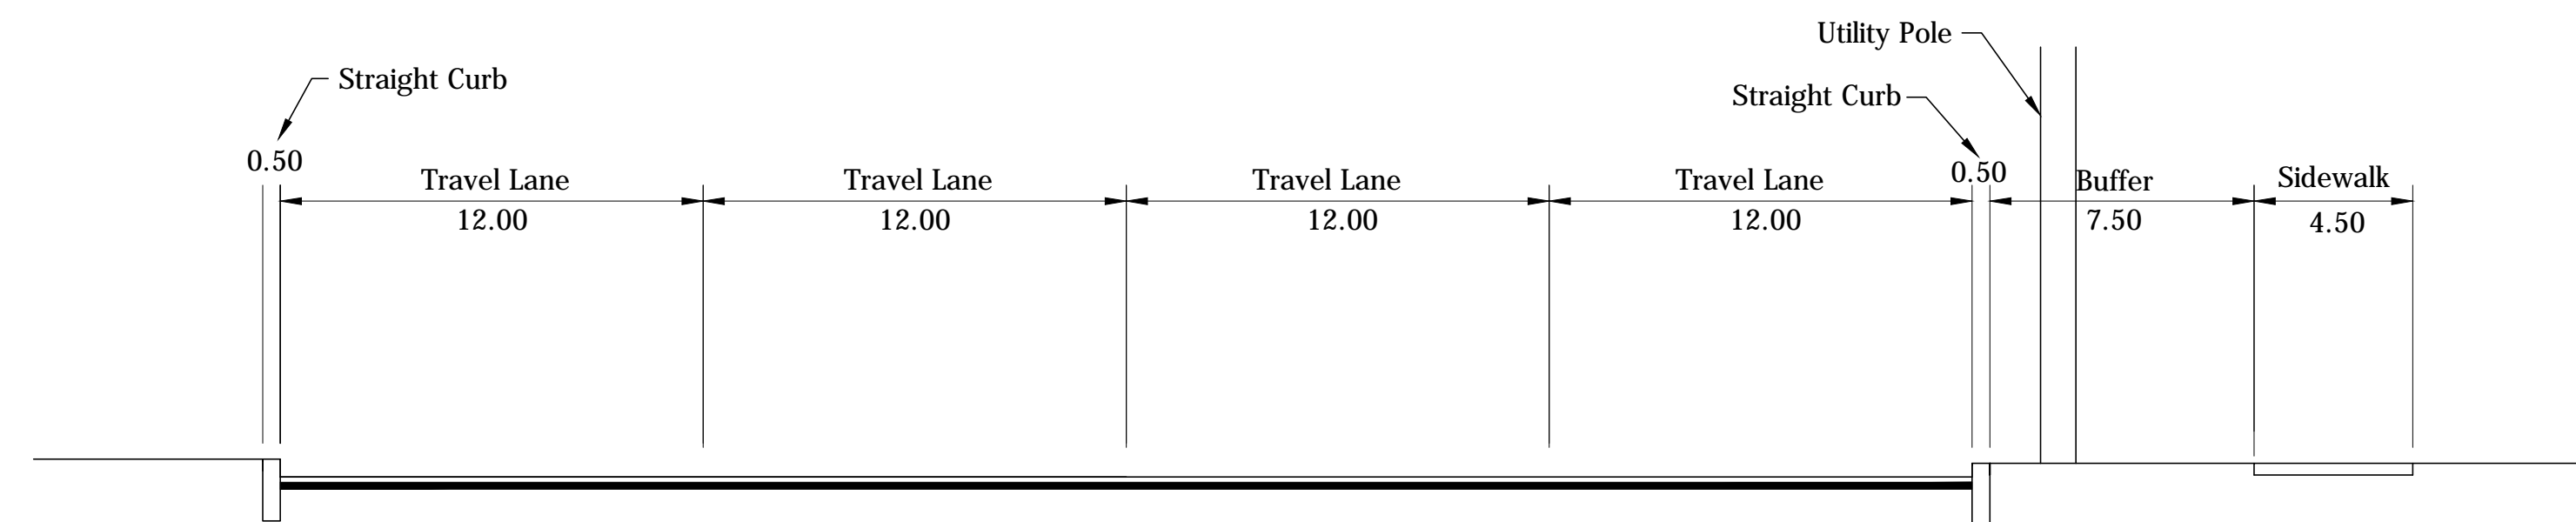 Utility Pole
Straight Curb
Straight Curb
0.50
Travel Lane
12.00
Travel Lane
12.00
Travel Lane
12.00
Travel Lane
12.00
0.50
Buffer
7.50
Sidewalk
4.50